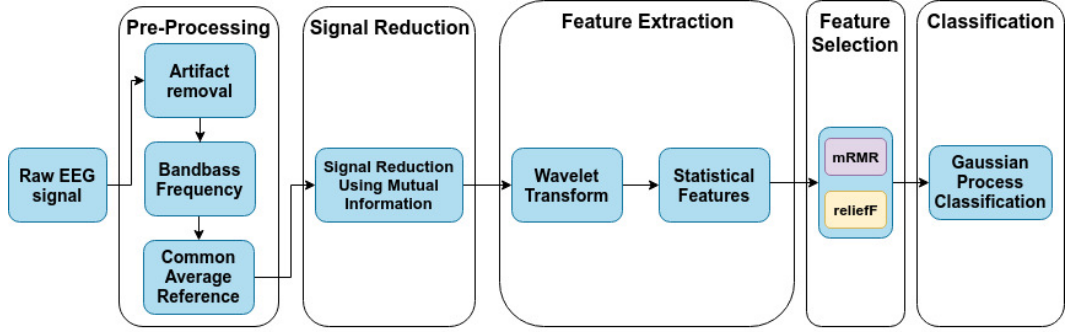 Pre-Processing
Signal Reduction
Feature Extraction
Feature
Selection
Classification
Raw EEG
signal
Artifact
removal
Bandbass
Frequency
Common
Average
Reference
Signal Reduction
Using Mutual
Information
Wavelet
Transform
Statistical
Features
mRMR
reliefF
Gaussian
Process
Classification